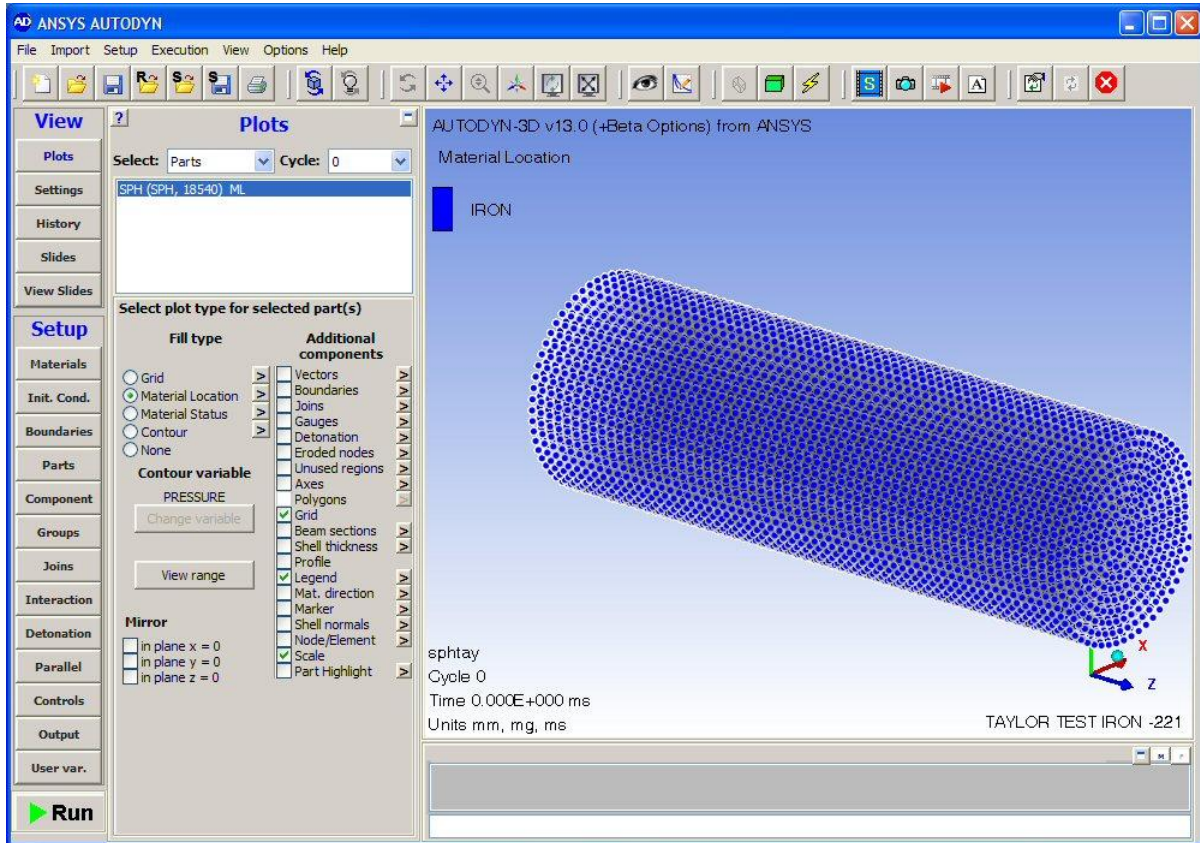 AD ANSYS AUTODYN
File Import Setup Execution View Options Help
R S S S A
View
Plots
Settings
History
Slides
View Slides
Setup
Materials
Init. Cond.
Boundaries
Parts
Component
Groups
Joins
Interaction
Detonation
Parallel
Controls
Output
User var.
Run
? Plots
Select: Parts Cycle: 0
SPH (SPH, 18540) ML
Select plot type for selected part(s)
Fill type
Grid >
Material Location >
Material Status >
Contour >
None
Contour variable
PRESSURE
Change variable
View range
Mirror
in plane x = 0
in plane y = 0
in plane z = 0
Additional
components
Vectors >
Boundaries >
Joins >
Gauges >
Detonation >
Eroded nodes >
Unused regions >
Axes >
Polygons >
Grid
Beam sections >
Shell thickness >
Profile
Legend >
Mat. direction >
Marker >
Shell normals >
Node/Element >
Scale
Part Highlight >
AUTODYN-3D v13.0 (+Beta Options) from ANSYS
Material Location
IRON
X
Z
sphtay
Cycle 0
Time 0.000E+000 ms
Units mm, mg, ms
TAYLOR TEST IRON -221